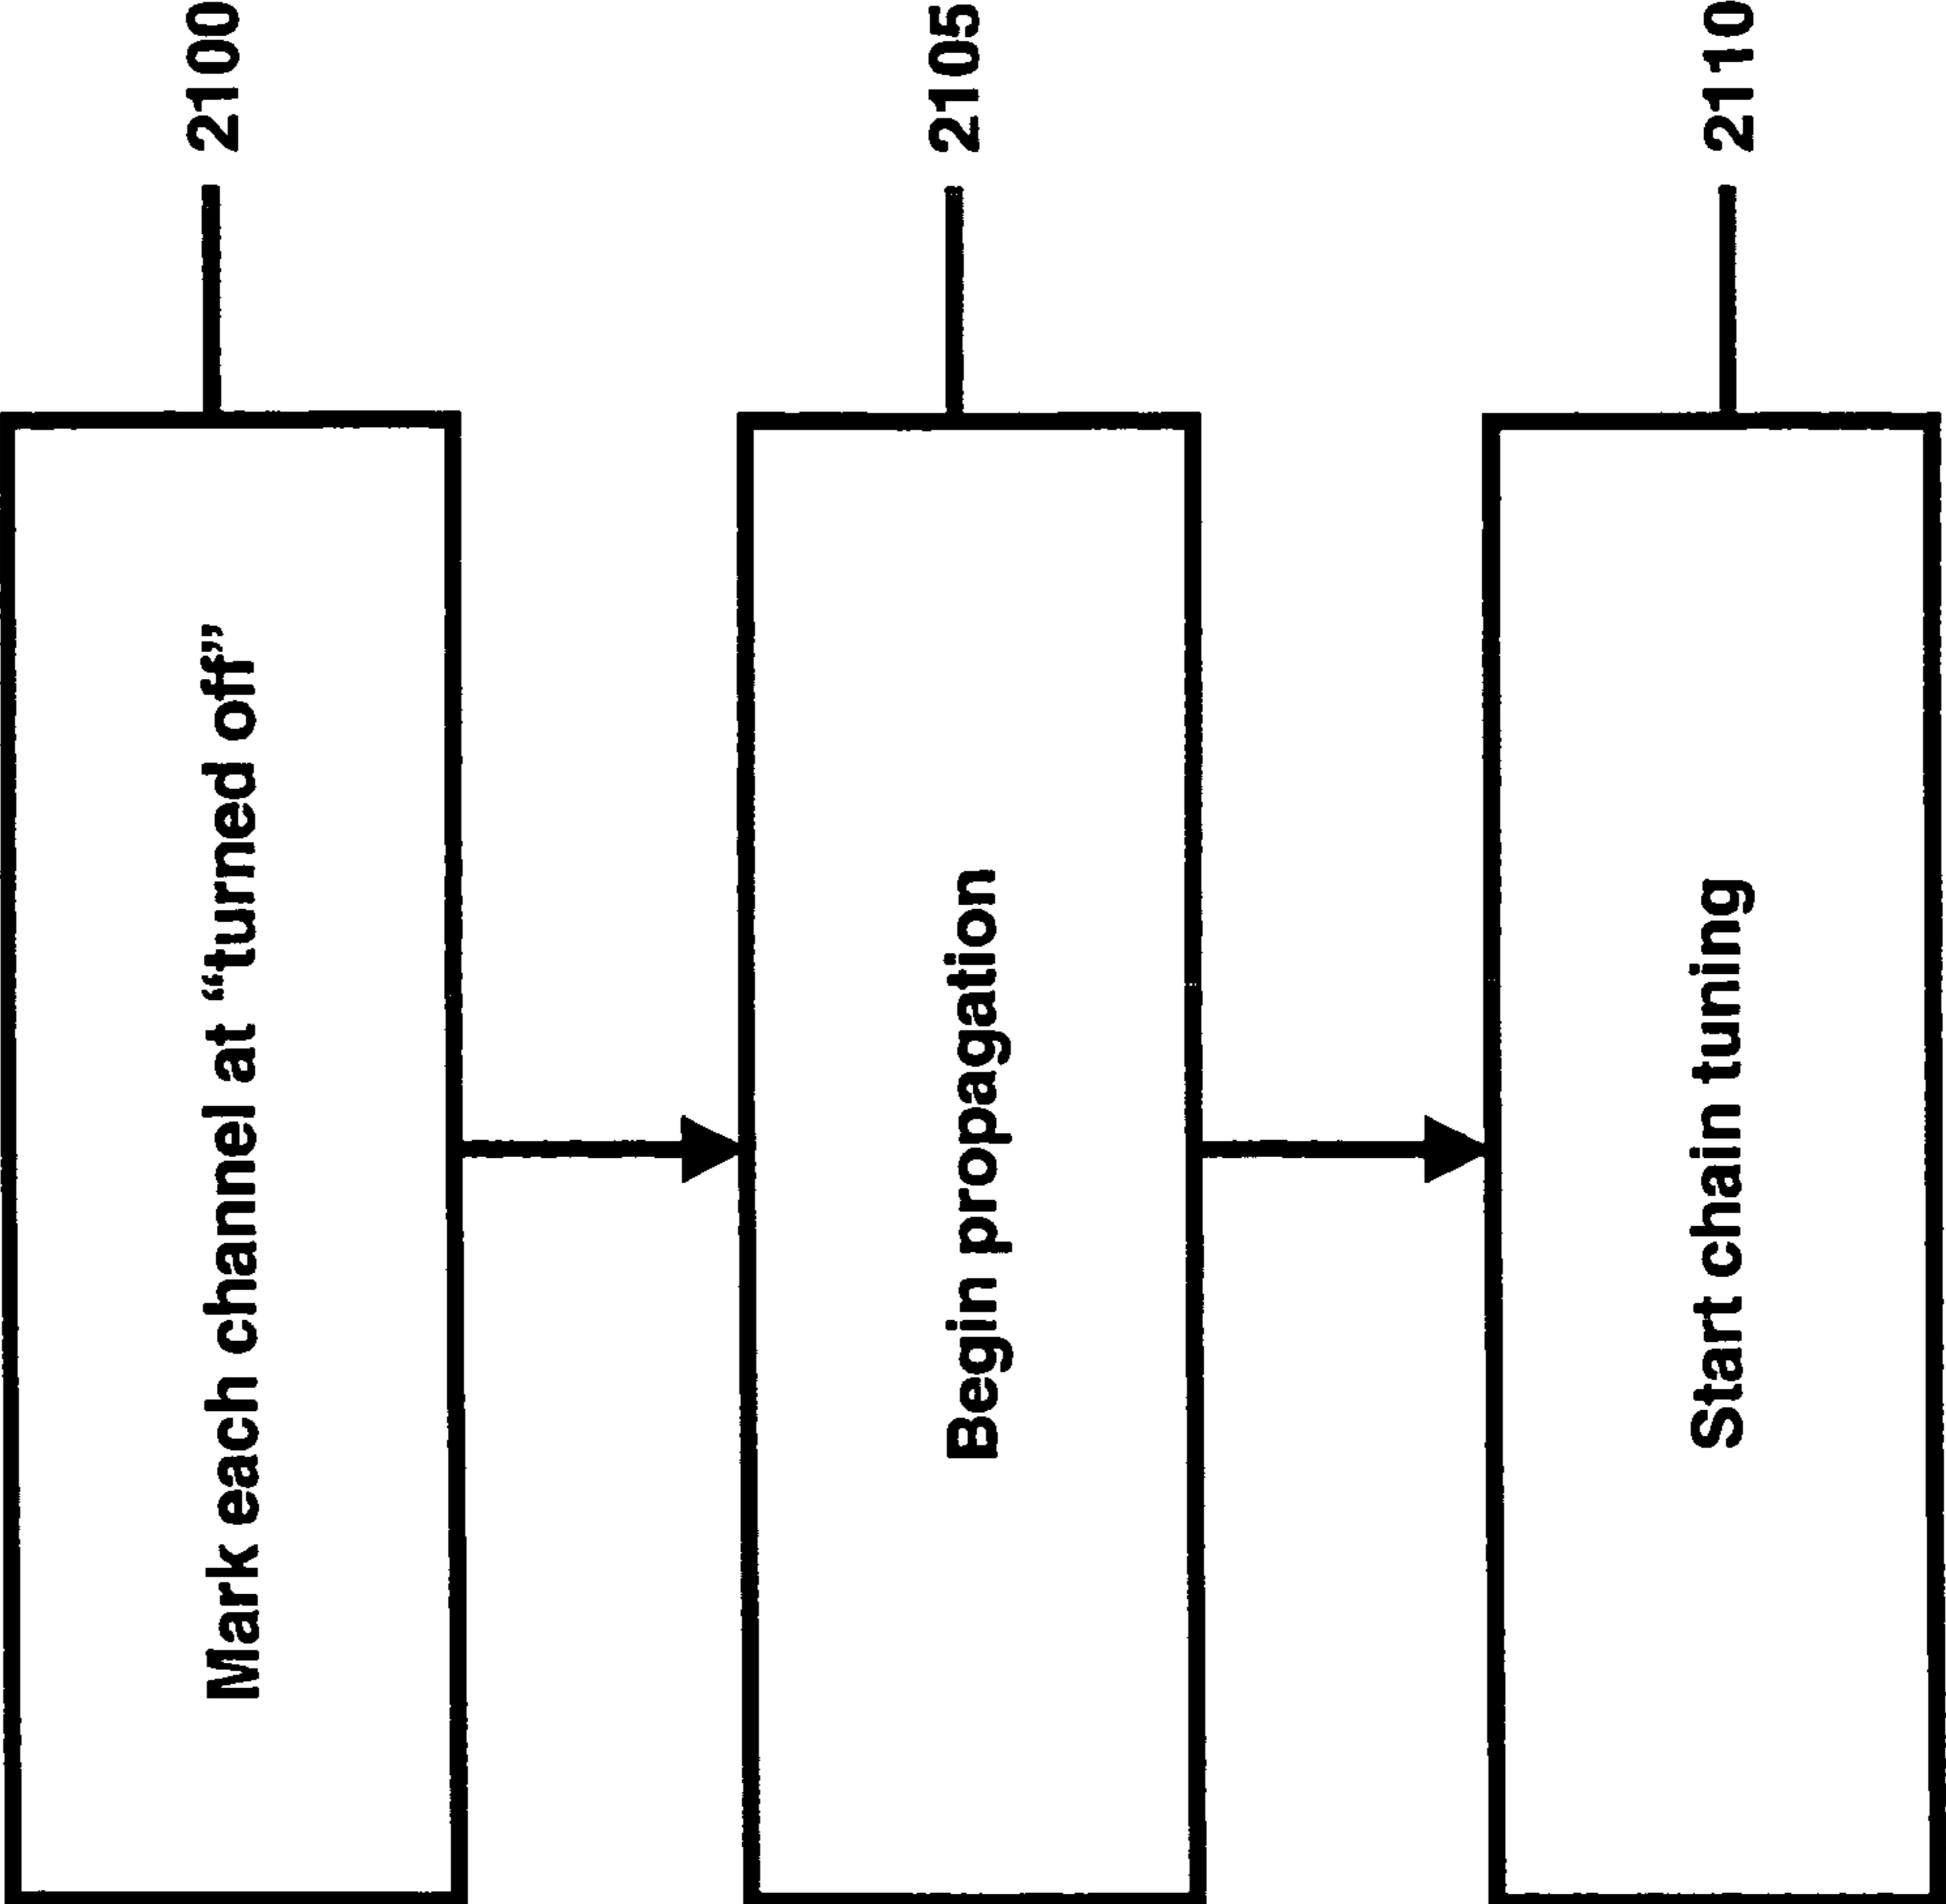 Mark each channel at “turned off”
2100
Begin propagation
2105
Start chain tuning
2110